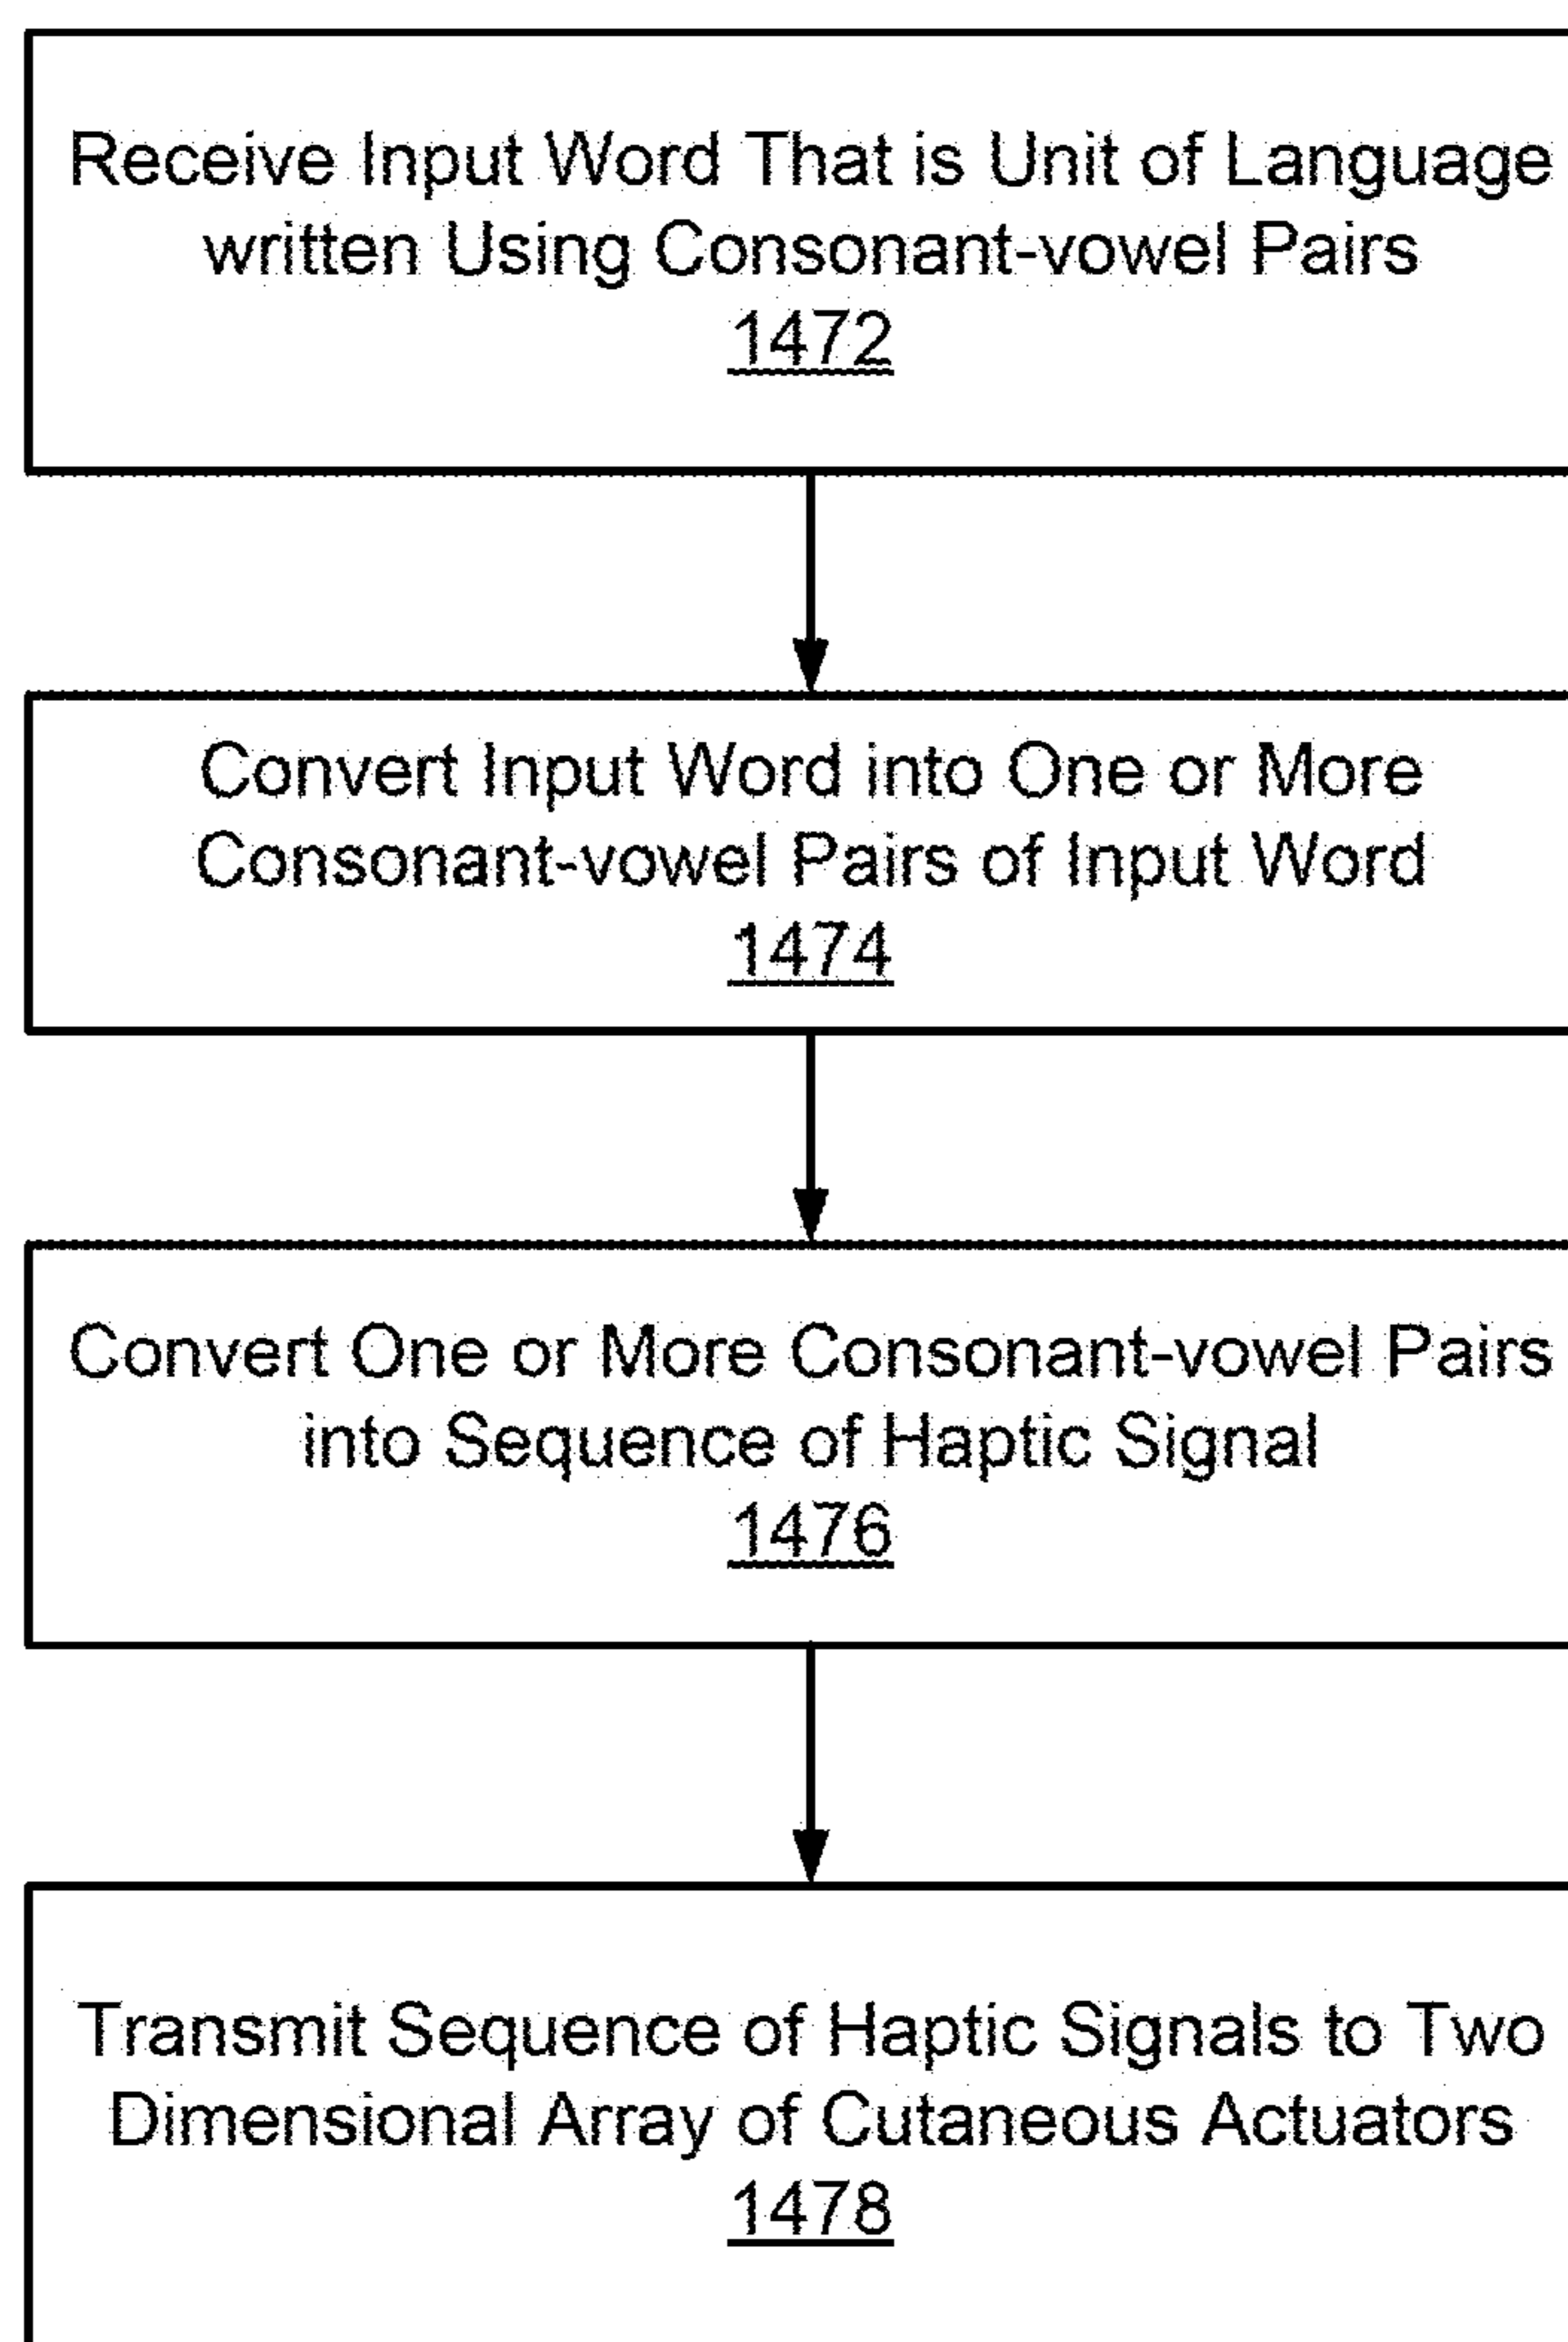 Receive Input Word That is Unit of Language
written Using Consonant-vowel Pairs
1472
Convert Input Word into One or More
Consonant-vowel Pairs of Input Word
1474
Convert One or More Consonant-vowel Pairs
into Sequence of Haptic Signal
1476
Transmit Sequence of Haptic Signals to Two
Dimensional Array of Cutaneous Actuators
1478